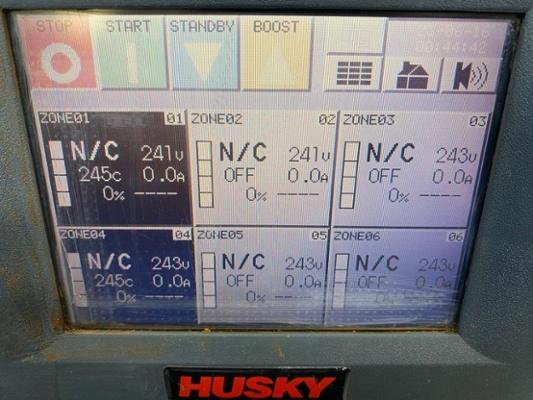 STOP START STANDBY BOOST
00:44:42
ZONE01 01 ZONE02 02 ZONE03 03
N/C 241V N/C 241V N/C 243V
245C 0.0A OFF 0.0A OFF 0.0A
0% ---- 0% ---- 0% ----
ZONE04 04 ZONE05 05 ZONE06 06
N/C 243V N/C 243V N/C 243V
245C 0.0A OFF 0.0A OFF 0.0A
0% ---- 0% ----
HUSKY